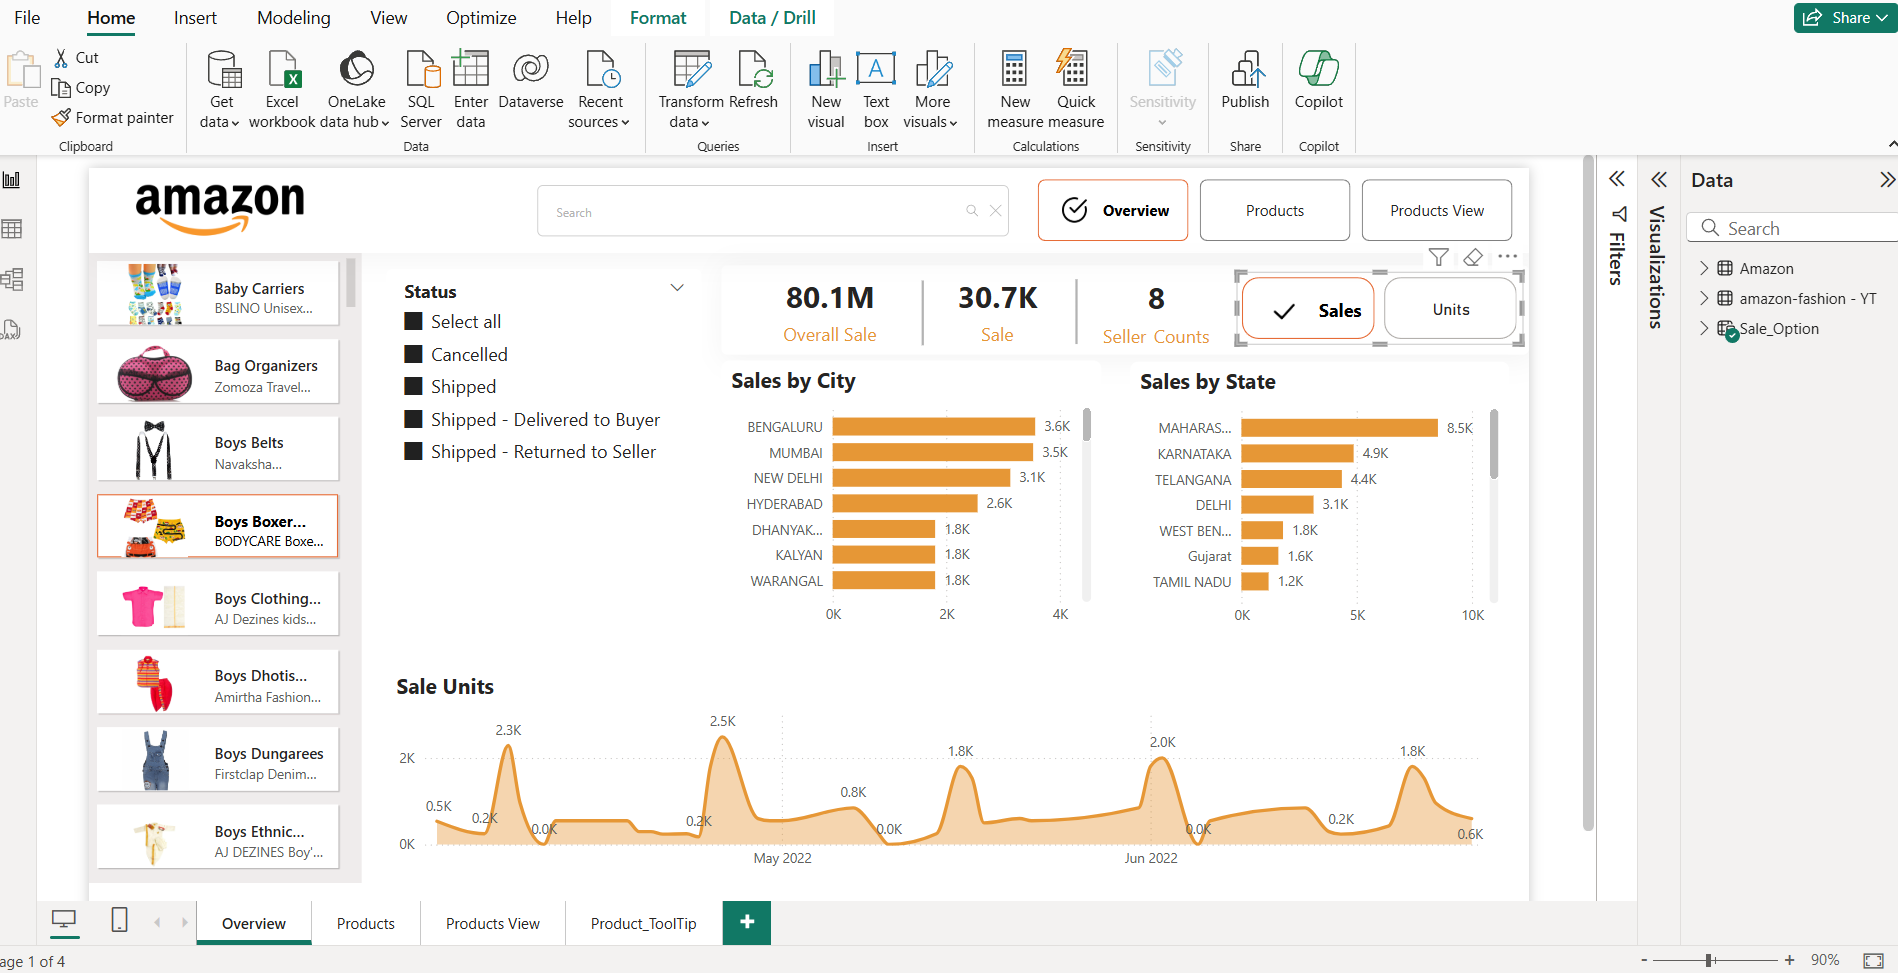 File Home Insert Modeling View Optimize Help Format Data / Drill Share
Paste
Cut
Copy
Format painter
Clipboard
Get data
Excel workbook
OneLake data hub
SQL Server
Enter data
Dataverse
Recent sources
Data
Transform data
Refresh
Queries
New visual
Text box
More visuals
Insert
New measure
Quick measure
Calculations
Sensitivity
Sensitivity
Publish
Share
Copilot
Copilot
amazon
Search
Overview
Products
Products View
Baby Carriers
BSLINO Unisex...
Bag Organizers
Zomoza Travel...
Boys Belts
Navaksha...
Boys Boxer...
BODYCARE Boxe...
Boys Clothing...
AJ Dezines kids...
Boys Dhotis...
Amirtha Fashion...
Boys Dungarees
Firstclap Denim...
Boys Ethnic...
AJ DEZINES Boy'...
Status
Select all
Cancelled
Shipped
Shipped - Delivered to Buyer
Shipped - Returned to Seller
80.1M
Overall Sale
30.7K
Sale
8
Seller Counts
Sales
Units
Sales by City
BENGALURU 3.6K
MUMBAI 3.5K
NEW DELHI 3.1K
HYDERABAD 2.6K
DHANYAK... 1.8K
KALYAN 1.8K
WARANGAL 1.8K
0K 2K 4K
Sales by State
MAHARAS... 8.5K
KARNATAKA 4.9K
TELANGANA 4.4K
DELHI 3.1K
WEST BEN... 1.8K
Gujarat 1.6K
TAMIL NADU 1.2K
0K 5K 10K
Sale Units
2K
0K
0.5K 0.2K 2.3K 0.0K 0.2K 2.5K 0.8K 0.0K 1.8K 2.0K 0.0K 0.2K 1.8K 0.6K
May 2022 Jun 2022
Filters
Visualizations
Data
Search
Amazon
amazon-fashion - YT
Sale_Option
DAX
Overview Products Products View Product_ToolTip +
age 1 of 4
- + 90%